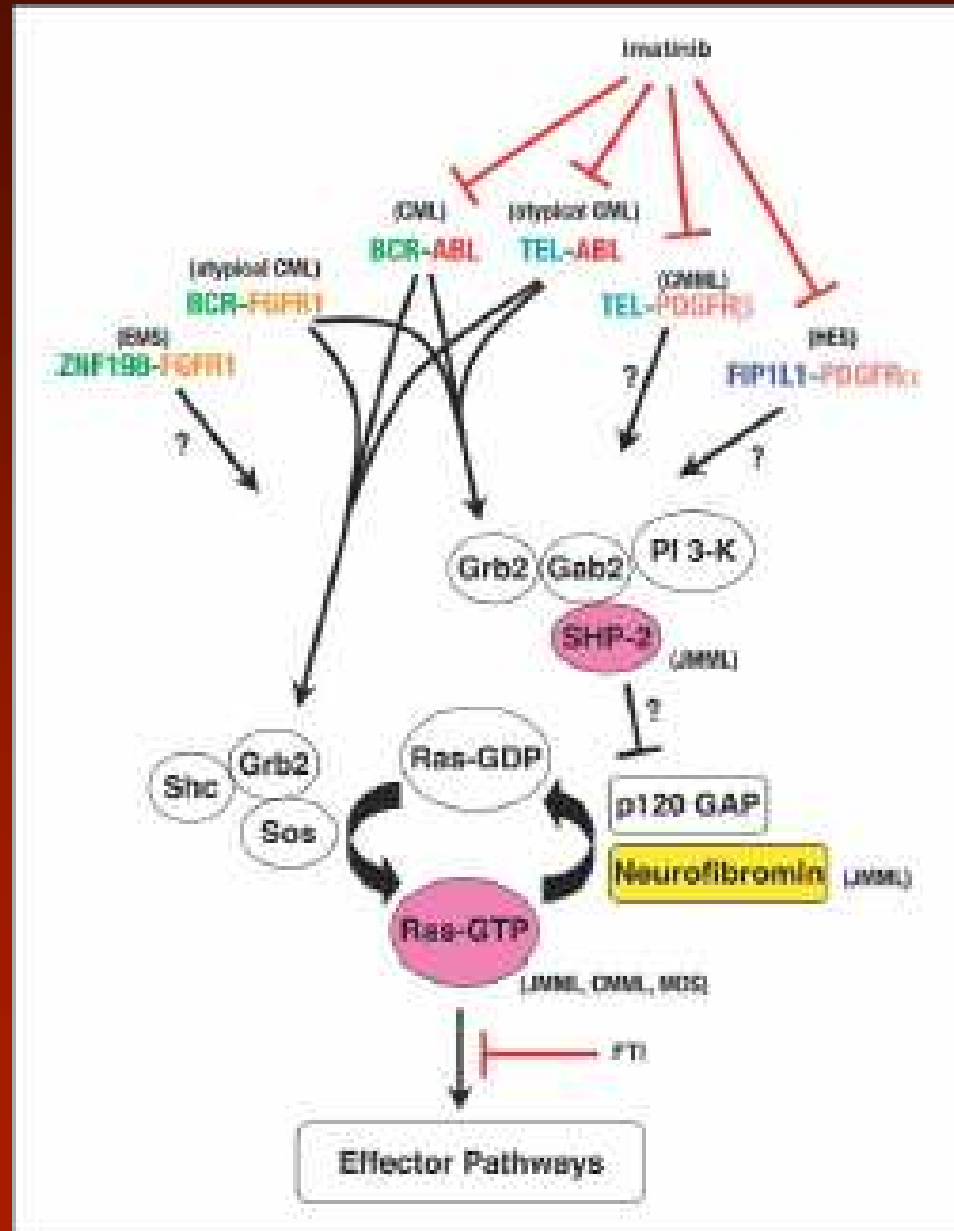 Imatinib
(CML)
BCR-ABL
(atypical CML)
TEL-ABL
(atypical CML)
BCR-FGFR1
(CMML)
TEL-PDGFRβ
(EMS)
ZNF198-FGFR1
(HES)
FIP1L1-PDGFRα
?
?
?
Grb2
Gab2
PI 3-K
SHP-2
(JMML)
?
Shc
Grb2
Sos
Ras-GDP
p120 GAP
Neurofibromin
(JMML)
Ras-GTP
(JMML, CMML, MDS)
FTI
Effector Pathways